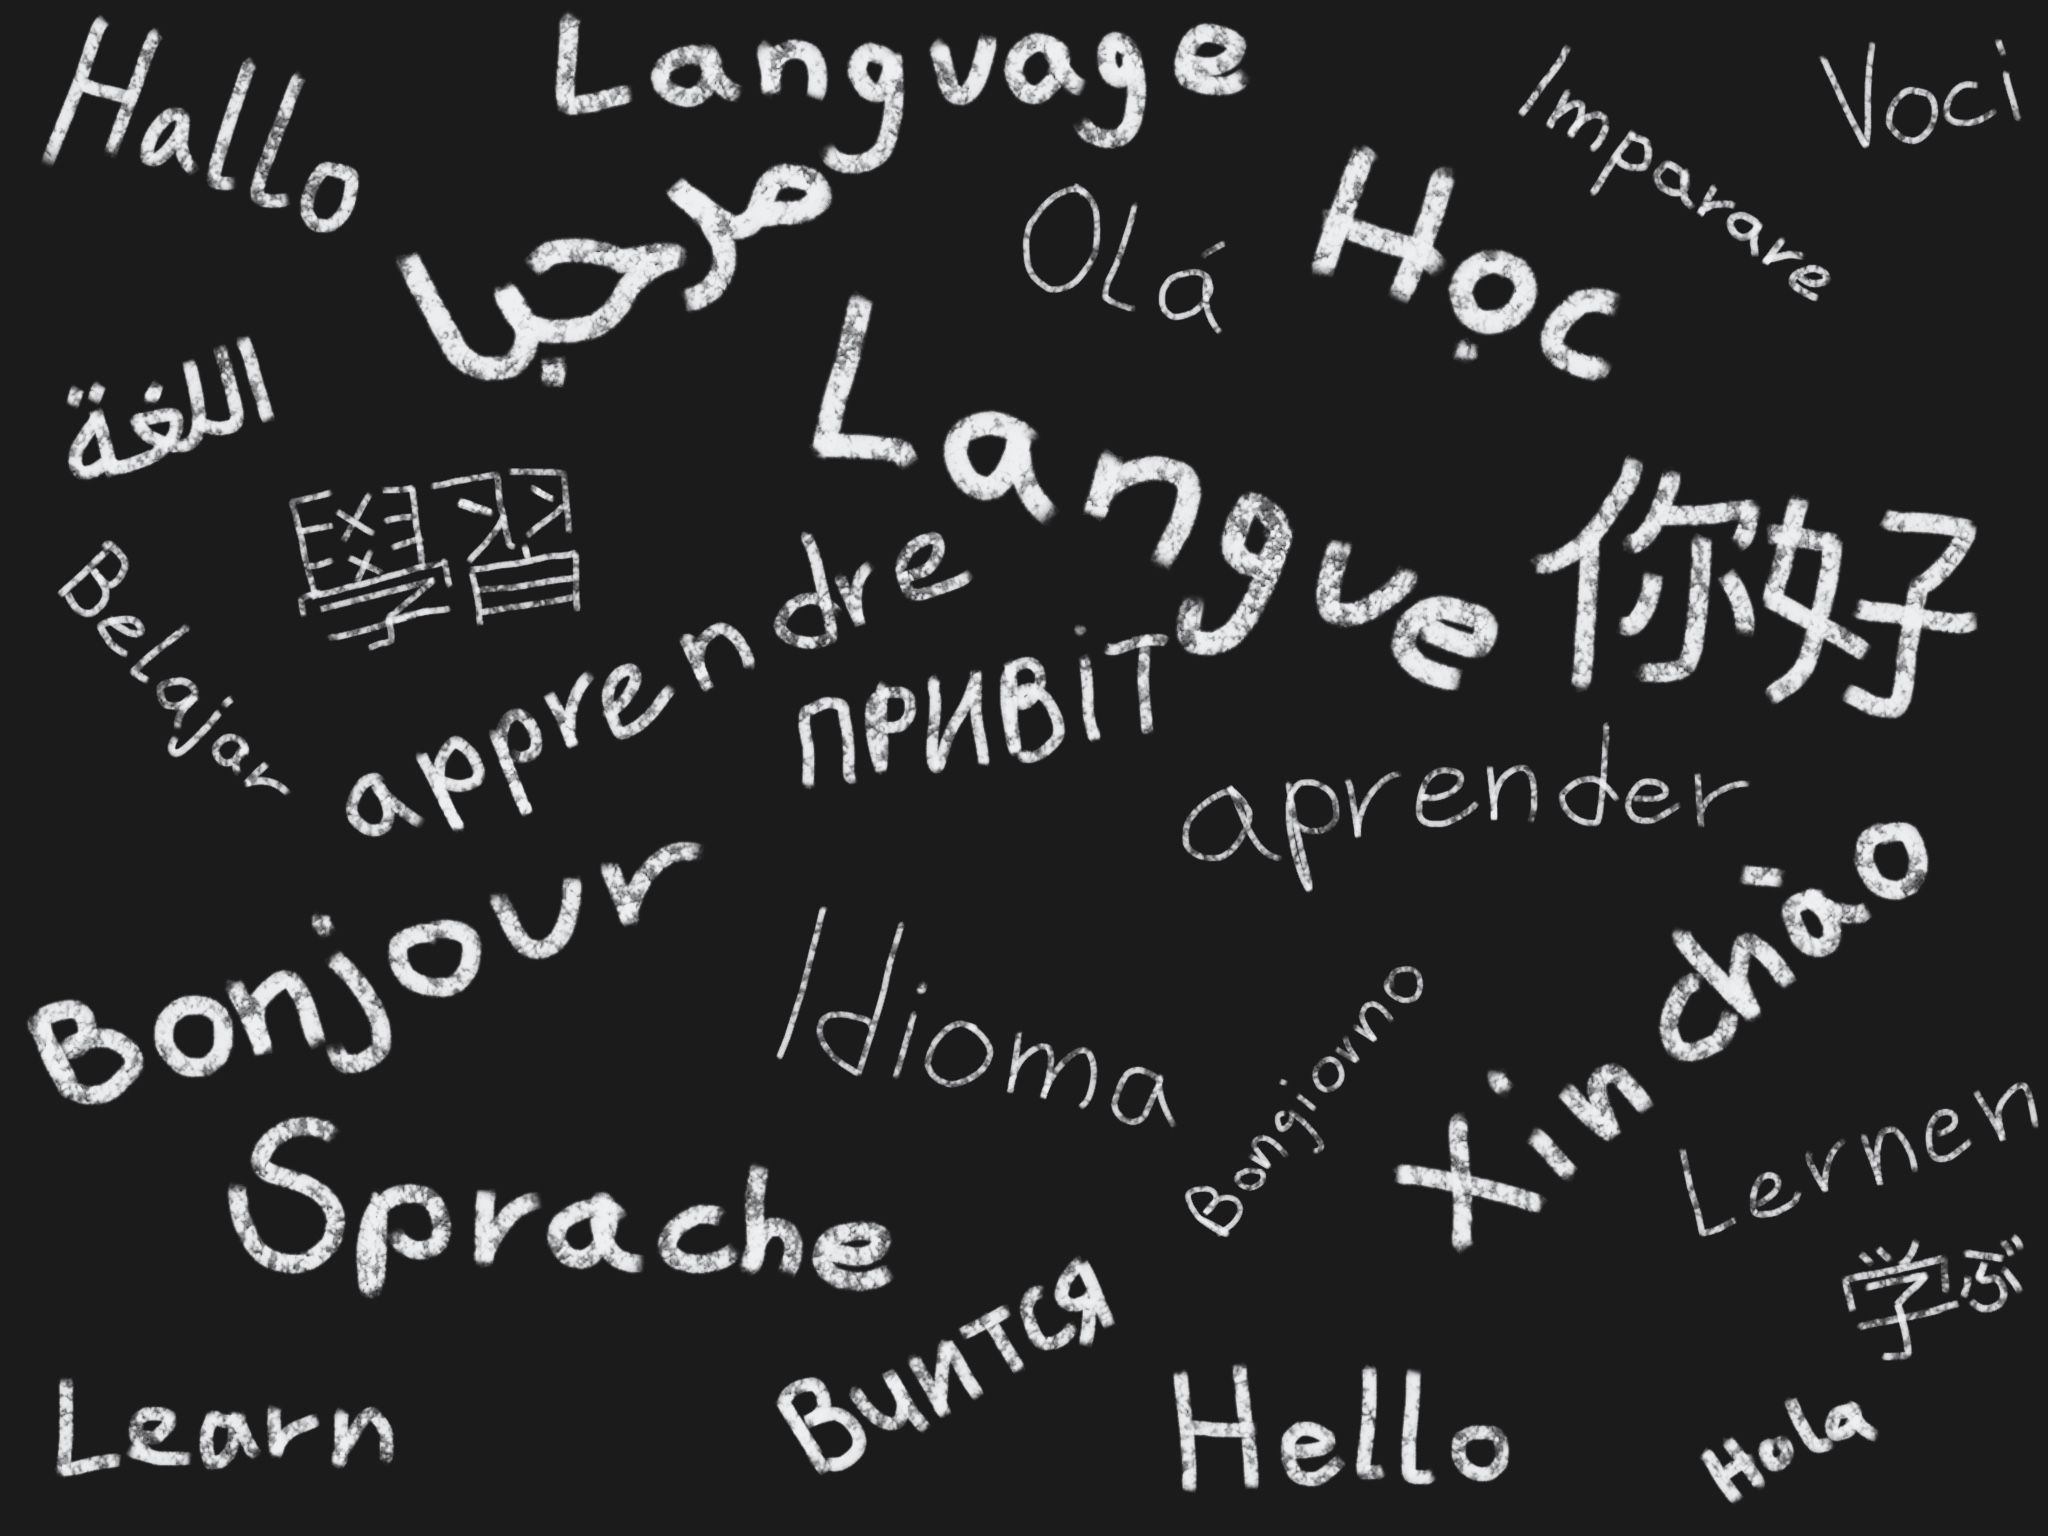 Hallo
Language
Imparare
Voci
مرحبا
Olá
Học
اللغة
Langue
學習
你好
Belajar
apprendre
ПРИВіТ
aprender
Bonjour
Xin chào
Idioma
Bongiorno
Lernen
Sprache
学ぶ
Вчится
Learn
Hello
Hola